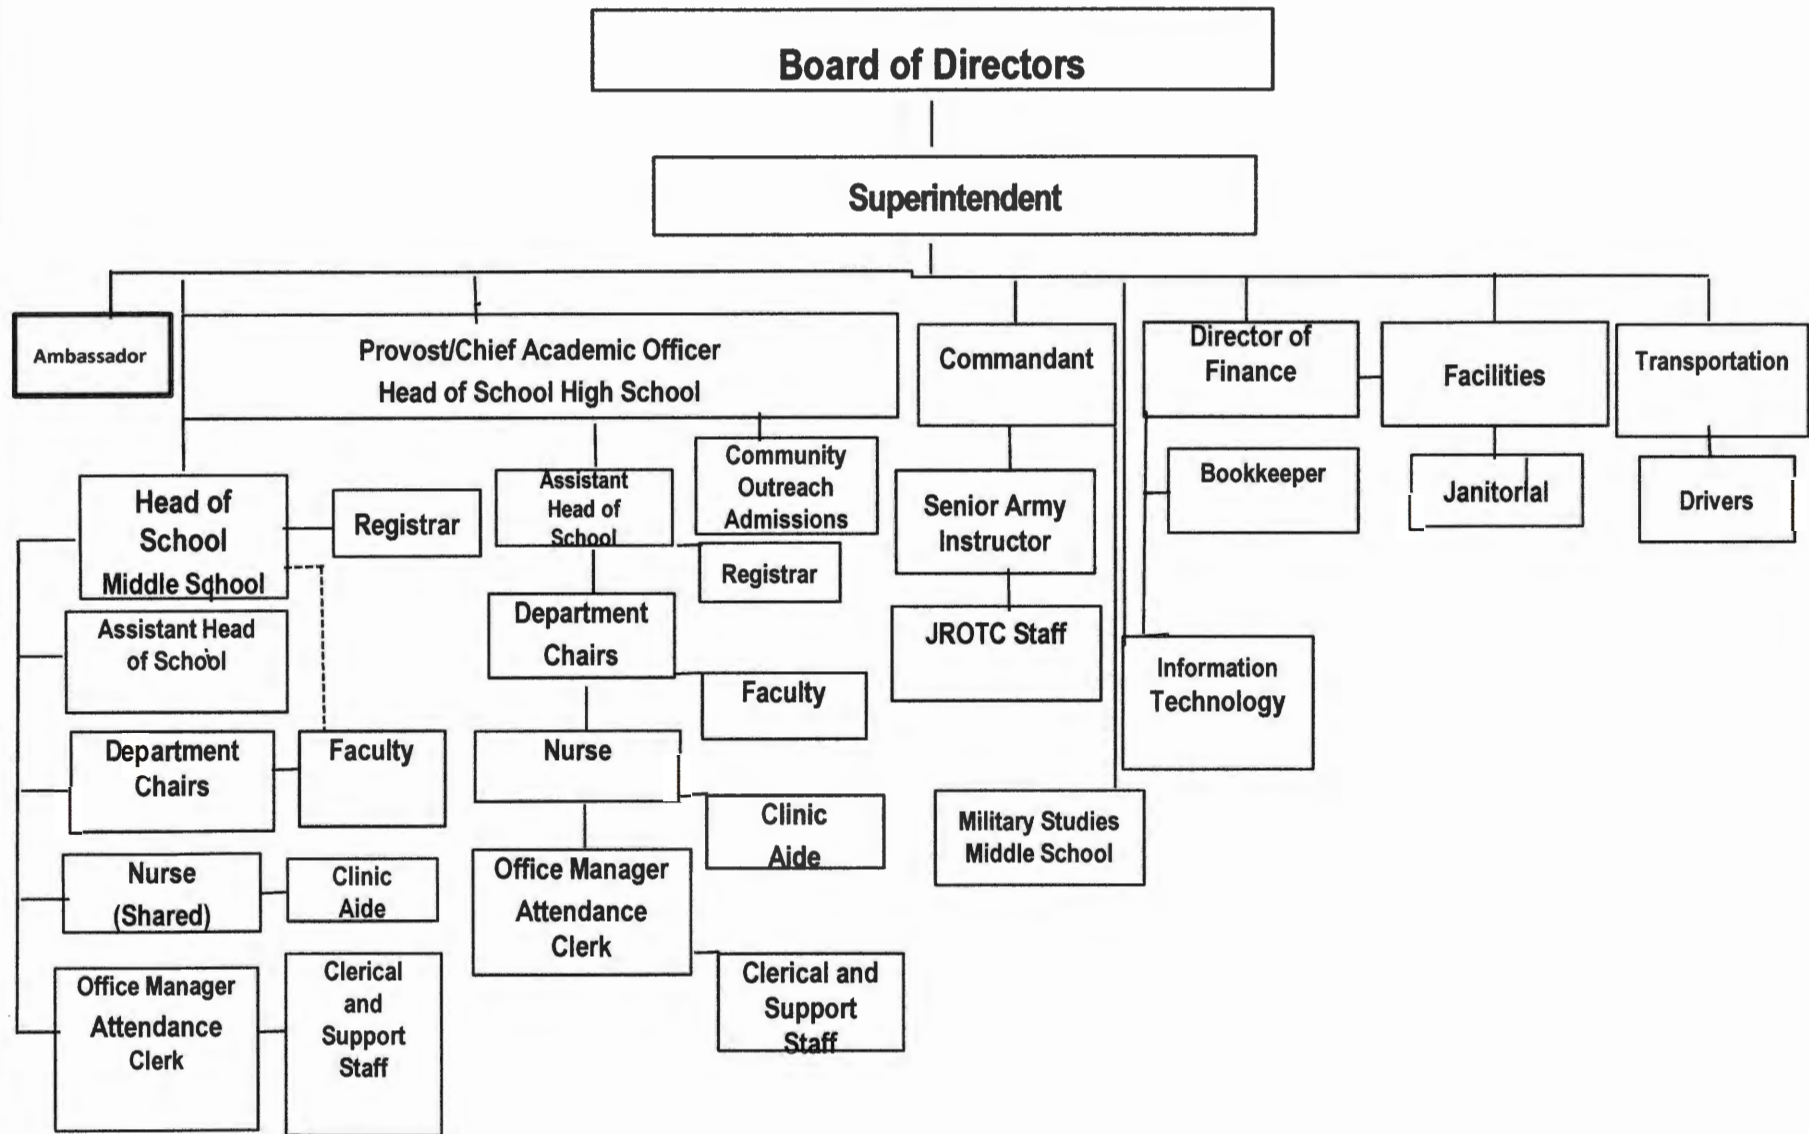 Board of Directors
Superintendent
Ambassador
Provost/Chief Academic Officer
Head of School High School
Commandant
Director of
Finance
Facilities
Transportation
Head of
School
Middle School
Registrar
Assistant
Head of
School
Community
Outreach
Admissions
Registrar
Senior Army
Instructor
Bookkeeper
Janitorial
Drivers
Assistant Head
of School
Department
Chairs
Faculty
JROTC Staff
Information
Technology
Department
Chairs
Faculty
Nurse
Clinic
Aide
Military Studies
Middle School
Nurse
(Shared)
Clinic
Aide
Office Manager
Attendance
Clerk
Clerical and
Support
Staff
Office Manager
Attendance
Clerk
Clerical
and
Support
Staff